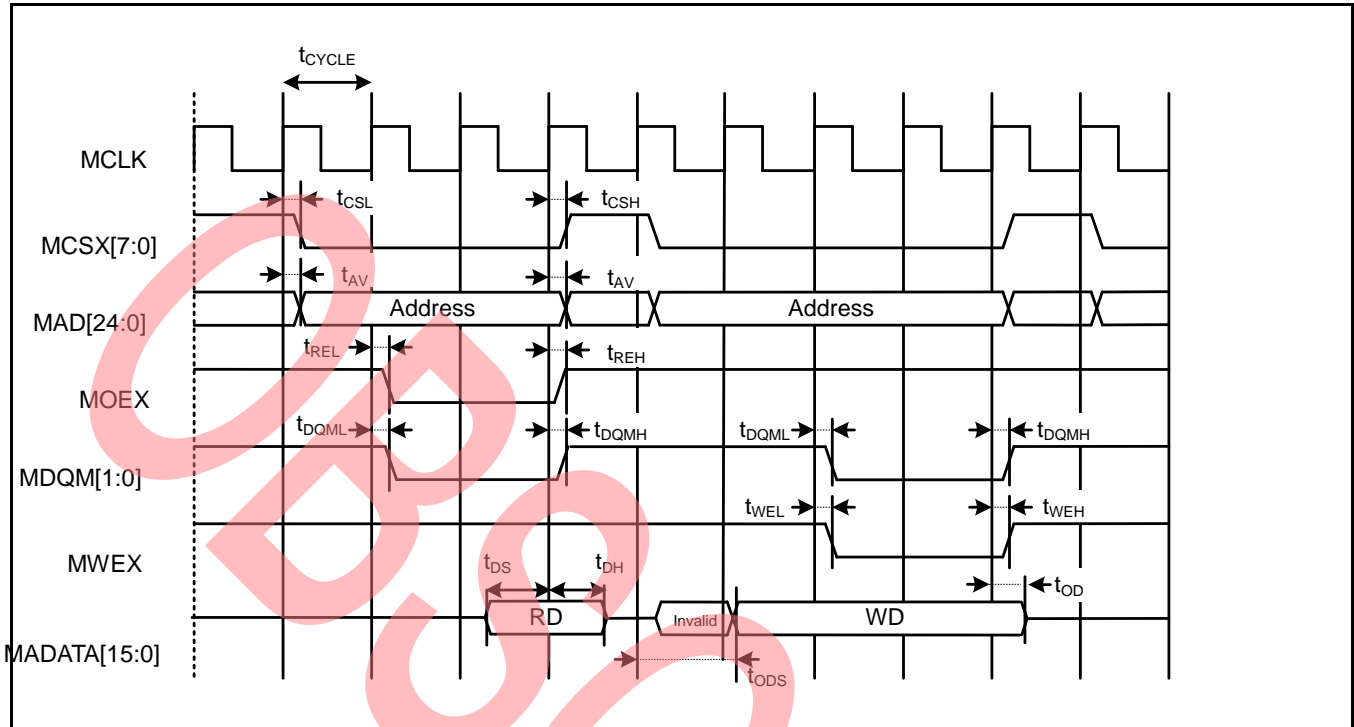 tCYCLE
MCLK
tCSL tCSH
MCSX[7:0]
tAV tAV
Address Address
MAD[24:0]
tREL tREH
MOEX
tDQML tDQMH tDQML tDQMH
MDQM[1:0]
tWEL tWEH
MWEX
tDS tDH
tOD
RD Invalid WD
MADATA[15:0]
tODS
OBSO